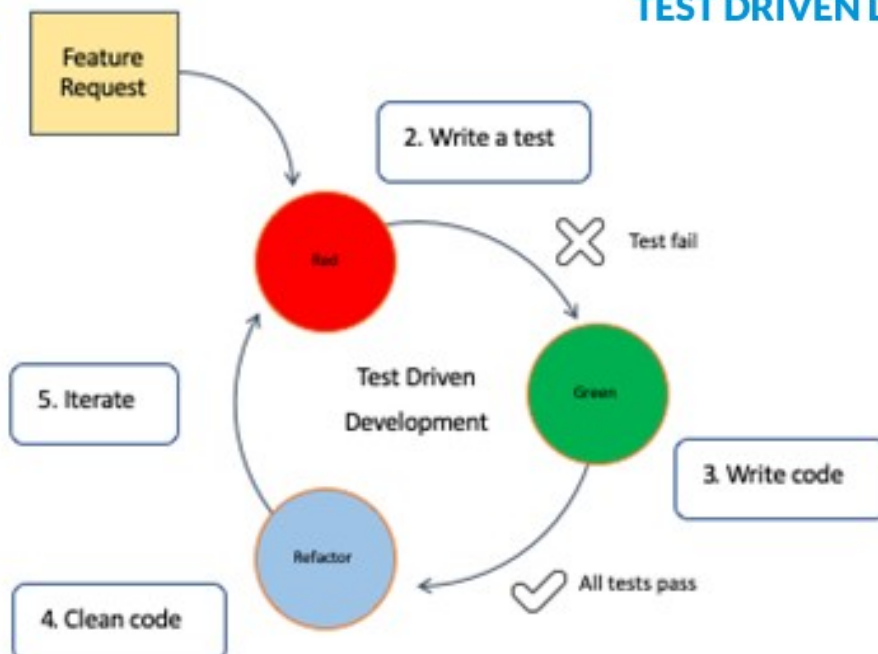 TEST DRIVEN D
Feature
Request
2. Write a test
Red
Test fail
Test Driven
Development
Green
5. Iterate
3. Write code
Refactor
All tests pass
4. Clean code